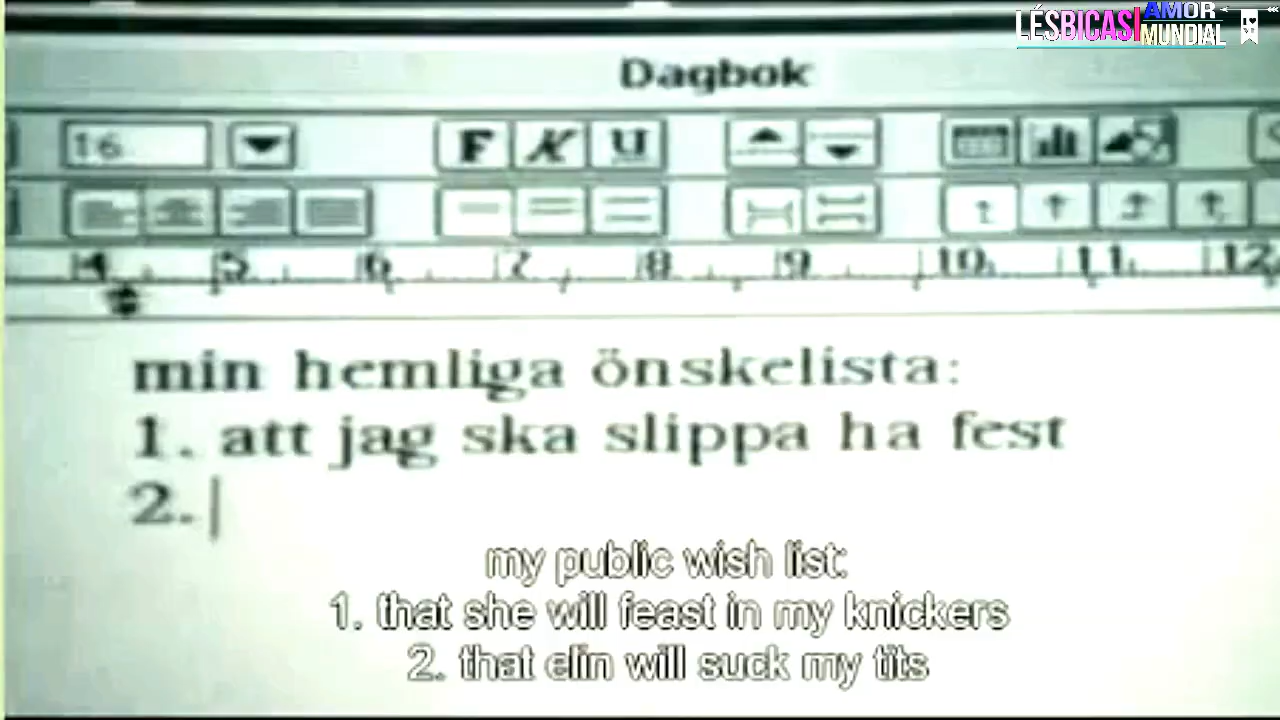 LÉSBICAS AMOR
MUNDIAL
Dagbok
16
F K U
4 5 6 7 8 9 10 11 12
min hemliga önskelista:
1. att jag ska slippa ha fest
2.
my public wish list:
1. that she will feast in my knickers
2. that elin will suck my tits